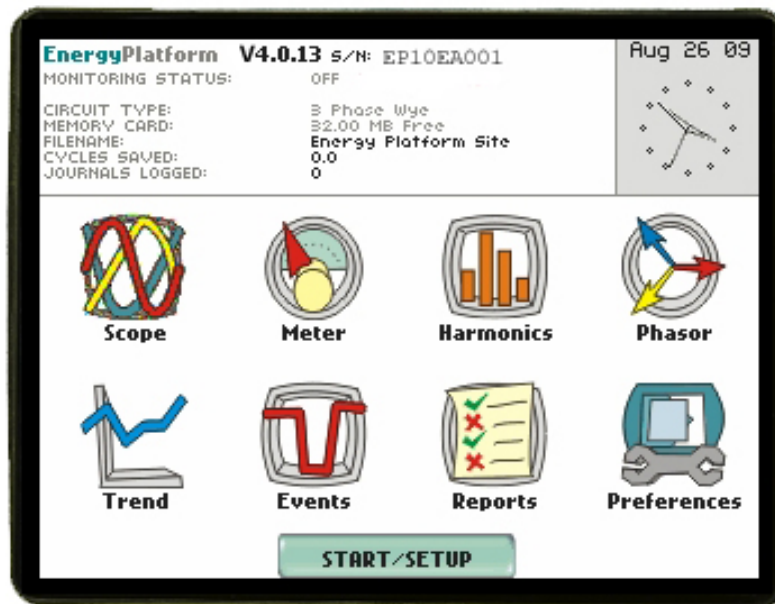 EnergyPlatform V4.0.13 S/N: EP10EA001
Aug 26 09
MONITORING STATUS: OFF
CIRCUIT TYPE: 3 Phase Wye
MEMORY CARD: 32.00 MB Free
FILENAME: Energy Platform Site
CYCLES SAVED: 0.0
JOURNALS LOGGED: 0
Scope Meter Harmonics Phasor
Trend Events Reports Preferences
START/SETUP